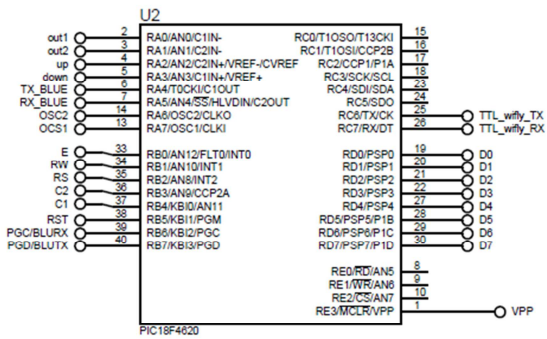 U2
out1 2 RA0/AN0/C1IN- RC0/T1OSO/T13CKI 15
out2 3 RA1/AN1/C2IN- RC1/T1OSI/CCP2B 16
up 4 RA2/AN2/C2IN+/VREF-/CVREF RC2/CCP1/P1A 17
down 5 RA3/AN3/C1IN+/VREF+ RC3/SCK/SCL 18
TX_BLUE 6 RA4/T0CKI/C1OUT RC4/SDI/SDA 23
RX_BLUE 7 RA5/AN4/SS/HLVDIN/C2OUT RC5/SDO 24
OSC2 14 RA6/OSC2/CLKO RC6/TX/CK 25 TTL_wifly_TX
OCS1 13 RA7/OSC1/CLKI RC7/RX/DT 26 TTL_wifly_RX
E 33 RB0/AN12/FLT0/INT0 RD0/PSP0 19 D0
RW 34 RB1/AN10/INT1 RD1/PSP1 20 D1
RS 35 RB2/AN8/INT2 RD2/PSP2 21 D2
C2 36 RB3/AN9/CCP2A RD3/PSP3 22 D3
C1 37 RB4/KBI0/AN11 RD4/PSP4 27 D4
RST 38 RB5/KBI1/PGM RD5/PSP5/P1B 28 D5
PGC/BLURX 39 RB6/KBI2/PGC RD6/PSP6/P1C 29 D6
PGD/BLUTX 40 RB7/KBI3/PGD RD7/PSP7/P1D 30 D7
RE0/RD/AN5 8
RE1/WR/AN6 9
RE2/CS/AN7 10
RE3/MCLR/VPP 1 VPP
PIC18F4620